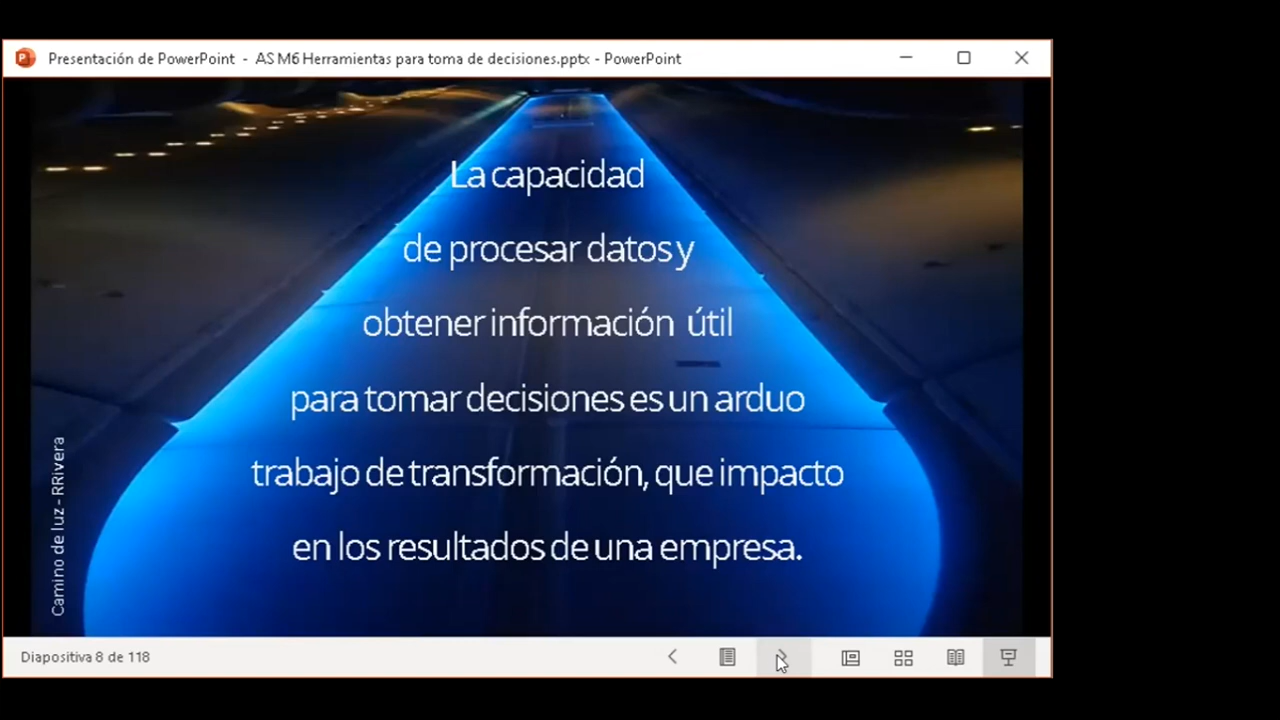 Presentación de PowerPoint - AS M6 Herramientas para toma de decisiones.pptx - PowerPoint
La capacidad
de procesar datos y
obtener información útil
para tomar decisiones es un arduo
trabajo de transformación, que impacto
en los resultados de una empresa.
Camino de luz - RRivera
Diapositiva 8 de 118